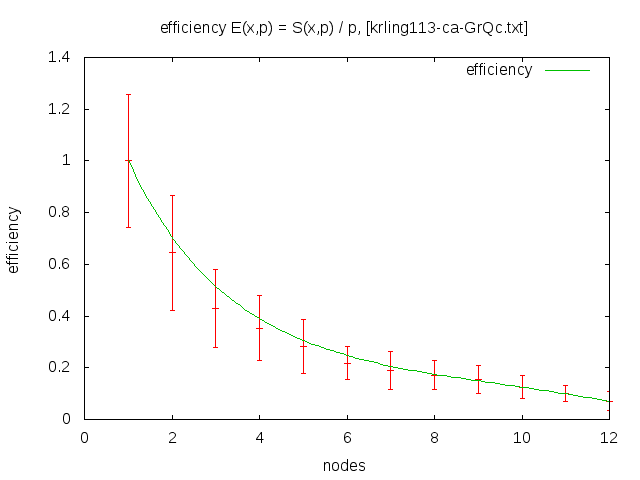 efficiency E(x,p) = S(x,p) / p, [krling113-ca-GrQc.txt]
efficiency
1.4
1.2
1
0.8
0.6
0.4
0.2
0
efficiency
0 2 4 6 8 10 12
nodes